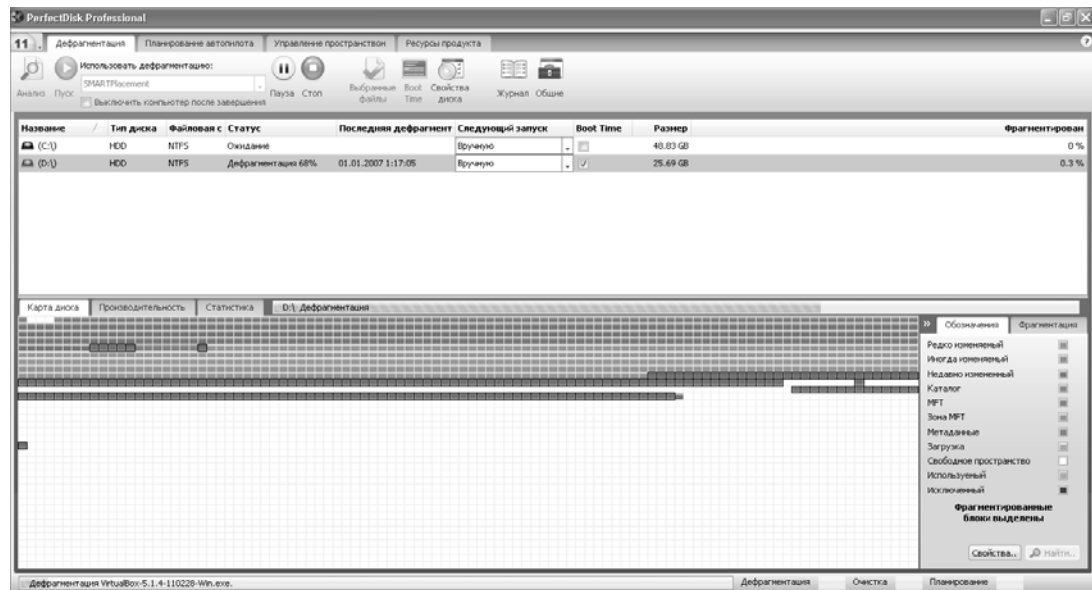 PerfectDisk Professional
11 Дефрагментация Планирование автопилота Управление пространством Ресурсы продукта
Использовать дефрагментацию:
SMARTPlacement
Выключить компьютер после завершения
Анализ Пуск Пауза Стоп Выбранные файлы Boot Time Свойства диска Журнал Общие
Название Тип диска Файловая с Статус Последняя дефрагмент Следующий запуск Boot Time Размер Фрагментирован
(C:\) HDD NTFS Ожидание Вручную 48.83 GB 0 %
(D:\) HDD NTFS Дефрагментация 68% 01.01.2007 1:17:05 Вручную 25.69 GB 0.3 %
Карта диска Производительность Статистика D:\ Дефрагментация
Обозначения Фрагментация
Редко изменяемый
Иногда изменяемый
Недавно измененный
Каталог
MFT
Зона MFT
Метаданные
Загрузка
Свободное пространство
Используемый
Исключенный
Фрагментированные
блоки выделены
Свойства.. Найти..
Дефрагментация VirtualBox-5.1.4-110228-Win.exe. Дефрагментация Очистка Планирование